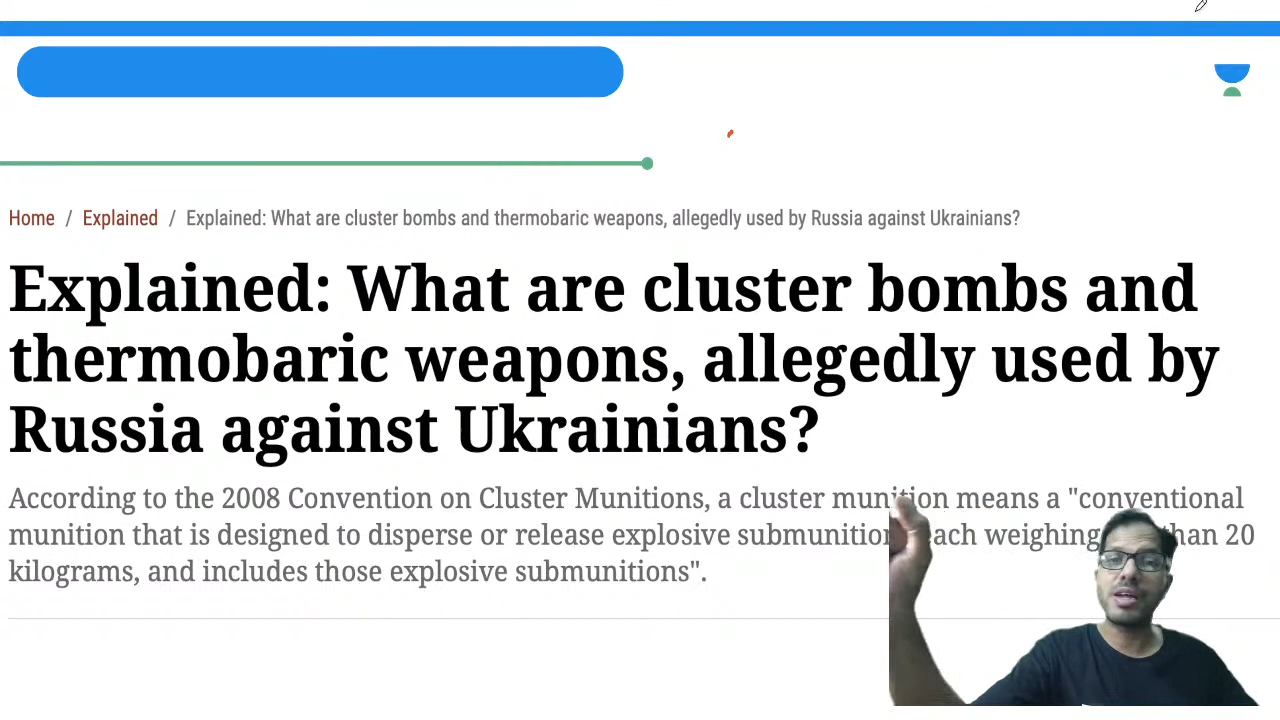 Home / Explained / Explained: What are cluster bombs and thermobaric weapons, allegedly used by Russia against Ukrainians?
Explained: What are cluster bombs and
thermobaric weapons, allegedly used by
Russia against Ukrainians?
According to the 2008 Convention on Cluster Munitions, a cluster munition means a "conventional
munition that is designed to disperse or release explosive each weighing than 20
kilograms, and includes those explosive submunitions".